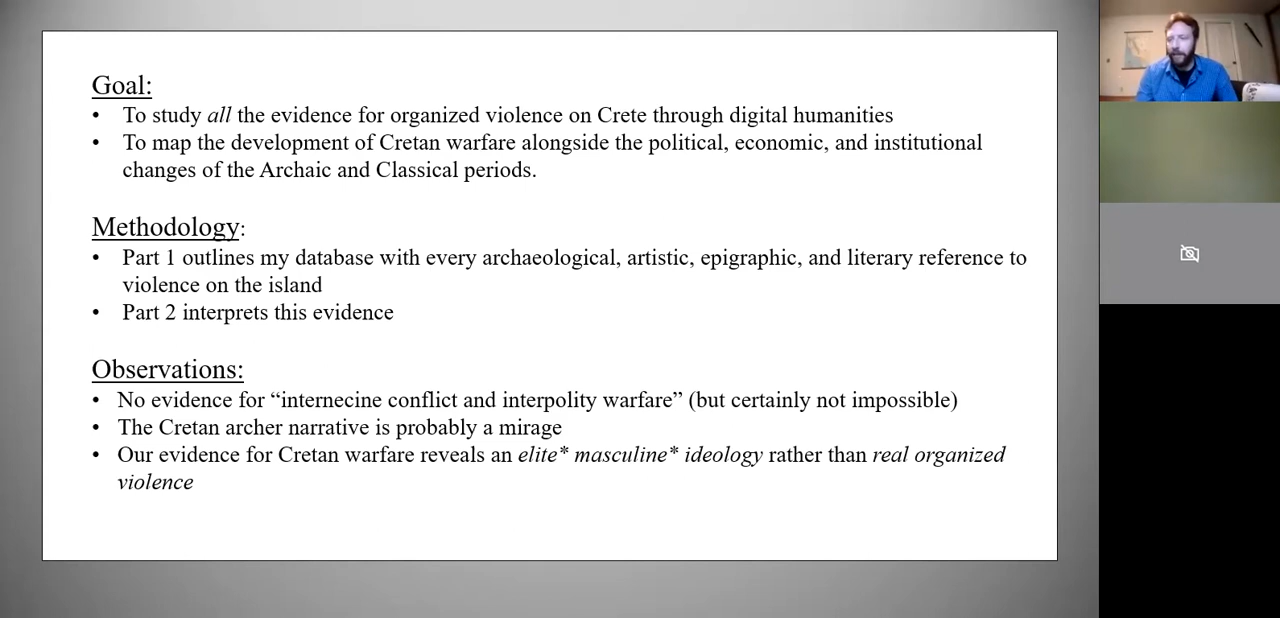 Goal:
• To study all the evidence for organized violence on Crete through digital humanities
• To map the development of Cretan warfare alongside the political, economic, and institutional
changes of the Archaic and Classical periods.
Methodology:
• Part 1 outlines my database with every archaeological, artistic, epigraphic, and literary reference to
violence on the island
• Part 2 interprets this evidence
Observations:
• No evidence for “internecine conflict and interpolity warfare” (but certainly not impossible)
• The Cretan archer narrative is probably a mirage
• Our evidence for Cretan warfare reveals an elite* masculine* ideology rather than real organized
violence